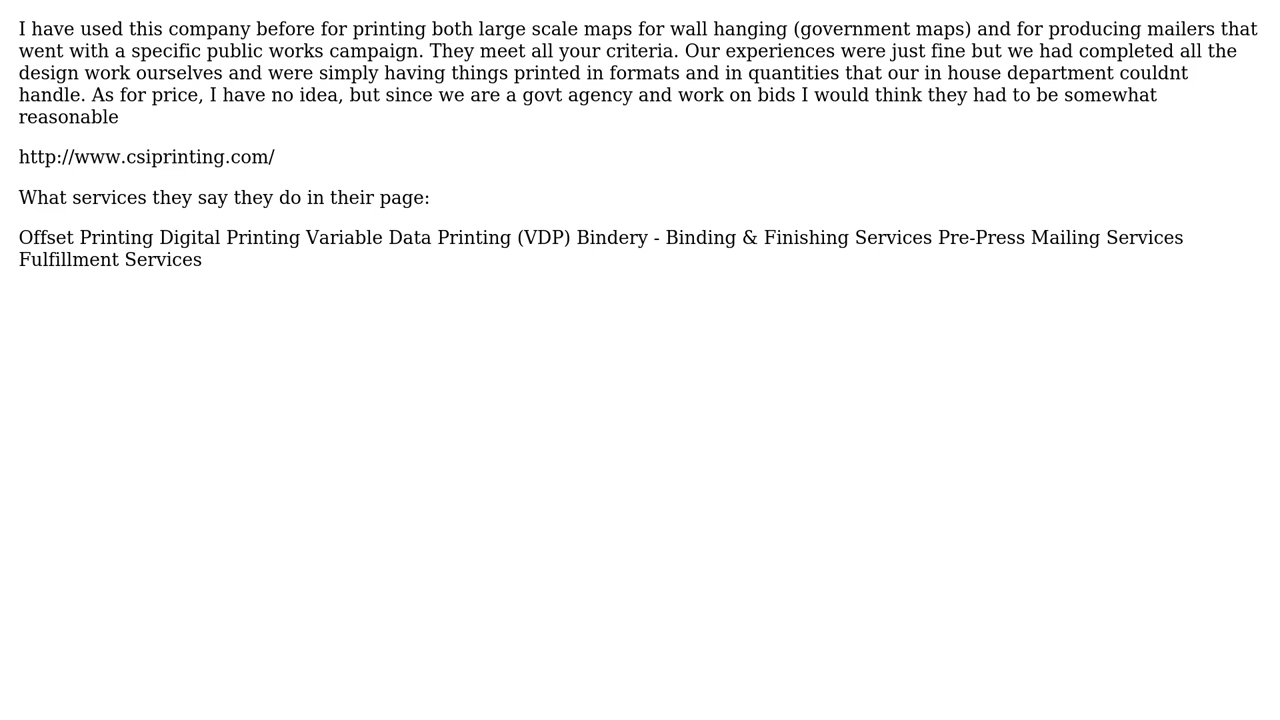 I have used this company before for printing both large scale maps for wall hanging (government maps) and for producing mailers that
went with a specific public works campaign. They meet all your criteria. Our experiences were just fine but we had completed all the
design work ourselves and were simply having things printed in formats and in quantities that our in house department couldnt
handle. As for price, I have no idea, but since we are a govt agency and work on bids I would think they had to be somewhat
reasonable
http://www.csiprinting.com/
What services they say they do in their page:
Offset Printing Digital Printing Variable Data Printing (VDP) Bindery - Binding & Finishing Services Pre-Press Mailing Services
Fulfillment Services